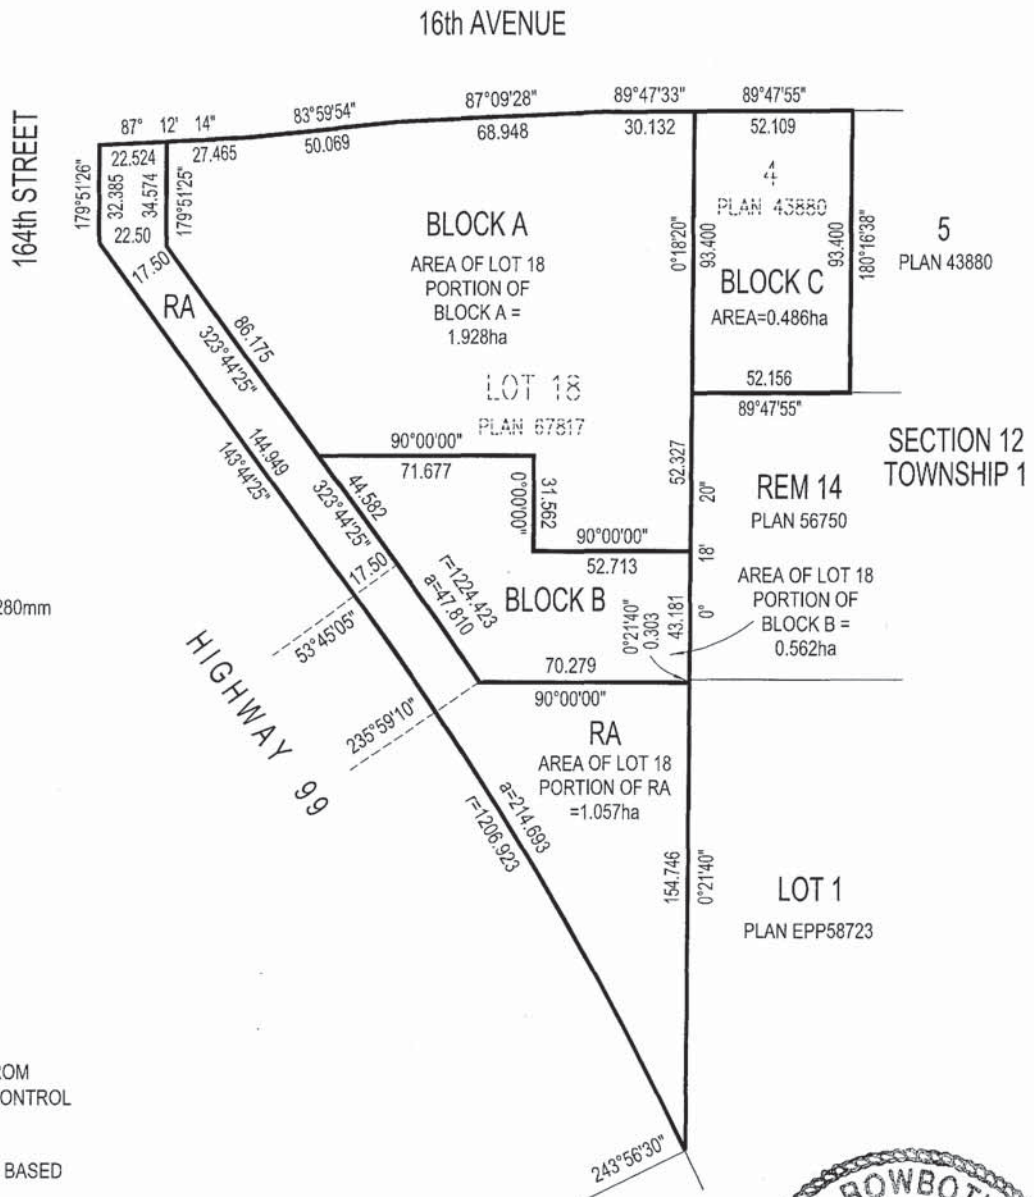 16th AVENUE
164th STREET
87° 12' 14"
22.524
27.465
83°59'54"
50.069
87°09'28"
68.948
89°47'33"
30.132
89°47'55"
52.109
179°51'26"
32.385
34.574
179°51'25"
22.50
17.50
RA
BLOCK A
AREA OF LOT 18
PORTION OF
BLOCK A =
1.928ha
LOT 18
PLAN 67817
0°18'20"
93.400
4
PLAN 43880
BLOCK C
AREA=0.486ha
93.400
180°16'38"
5
PLAN 43880
52.156
89°47'55"
86.175
323°44'25"
144.949
143°44'25"
90°00'00"
71.677
44.582
323°44'25"
0°00'00"
31.562
52.327
90°00'00"
52.713
SECTION 12
TOWNSHIP 1
REM 14
PLAN 56750
0° 18' 20"
17.50
53°45'05"
r=1224.423
a=47.810
BLOCK B
0°21'40"
0.303
43.181
AREA OF LOT 18
PORTION OF
BLOCK B =
0.562ha
280mm
HIGHWAY 99
235°59'10"
70.279
90°00'00"
RA
AREA OF LOT 18
PORTION OF RA
=1.057ha
a=214.693
r=1206.923
154.746
0°21'40"
LOT 1
PLAN EPP58723
ROM
CONTROL
BASED
243°56'30"
BOWBOT